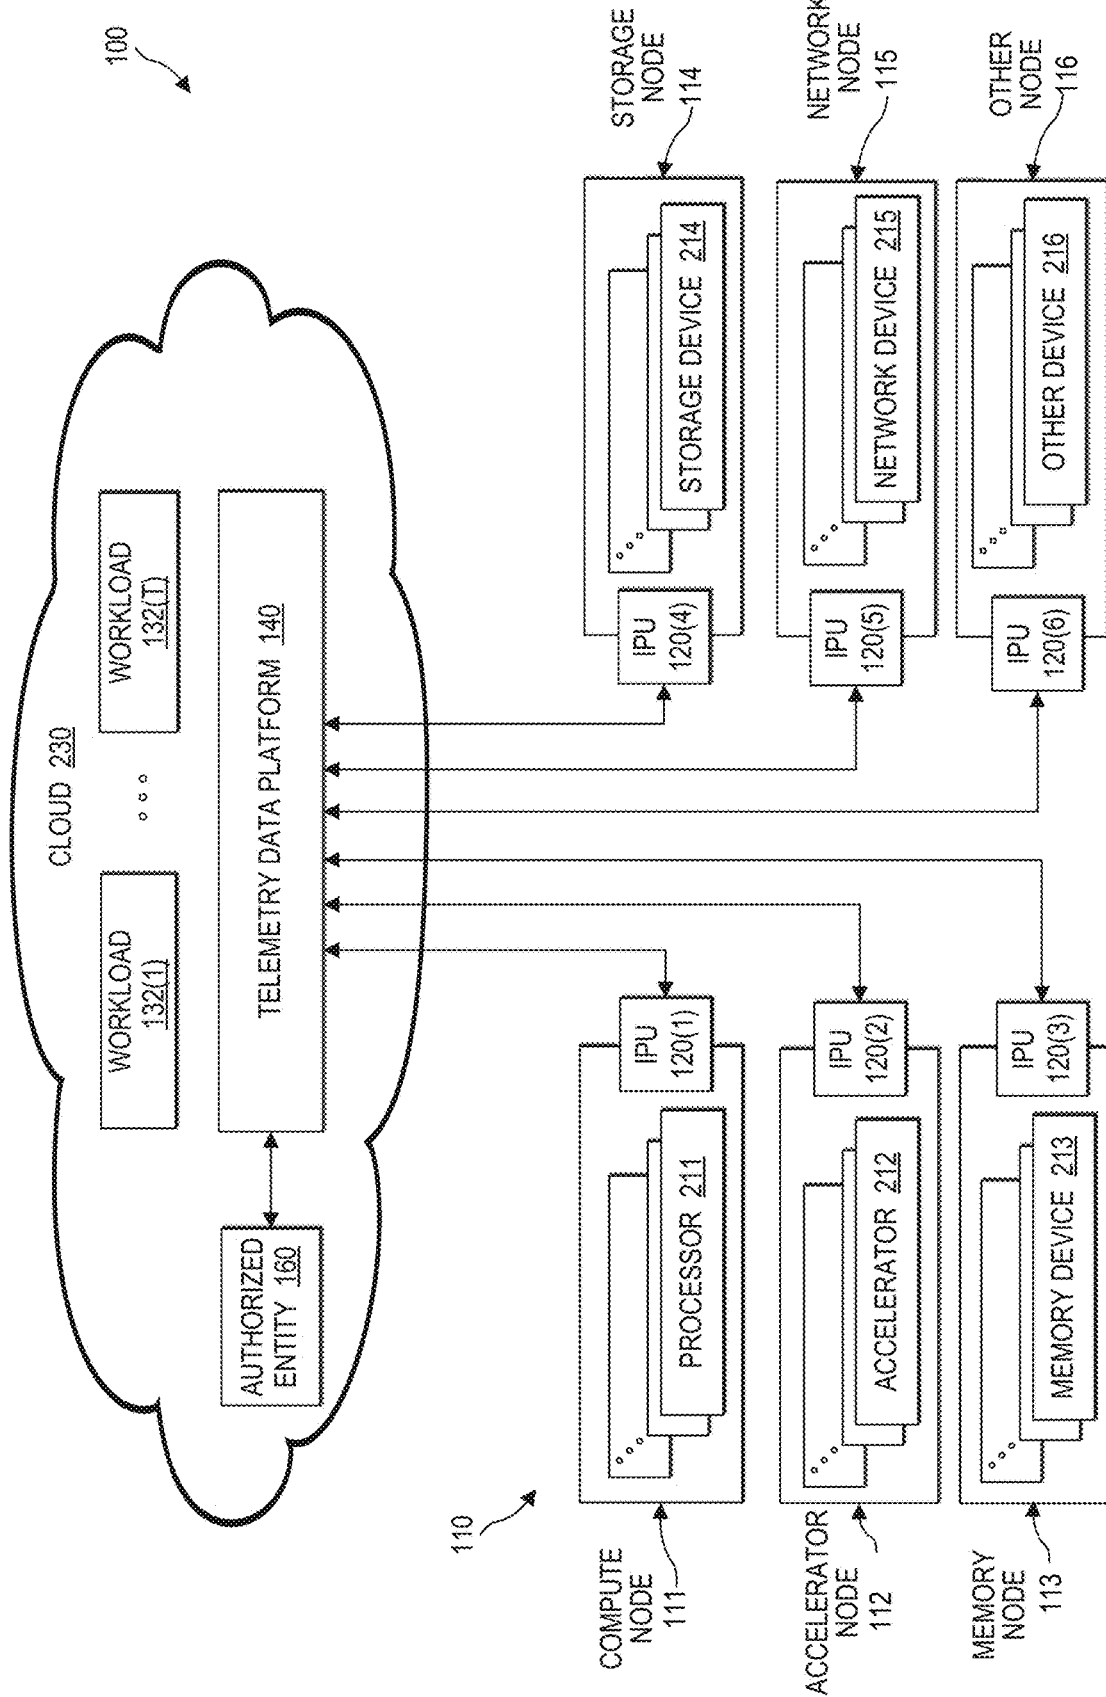 100
CLOUD 230
WORKLOAD
132(1)
WORKLOAD
132(T)
AUTHORIZED
ENTITY 160
TELEMETRY DATA PLATFORM 140
110
COMPUTE
NODE
111
PROCESSOR 211
IPU
120(1)
IPU
120(4)
STORAGE DEVICE 214
STORAGE
NODE
114
ACCELERATOR
NODE
112
ACCELERATOR 212
IPU
120(2)
IPU
120(5)
NETWORK DEVICE 215
NETWORK
NODE
115
MEMORY
NODE
113
MEMORY DEVICE 213
IPU
120(3)
IPU
120(6)
OTHER DEVICE 216
OTHER
NODE
116